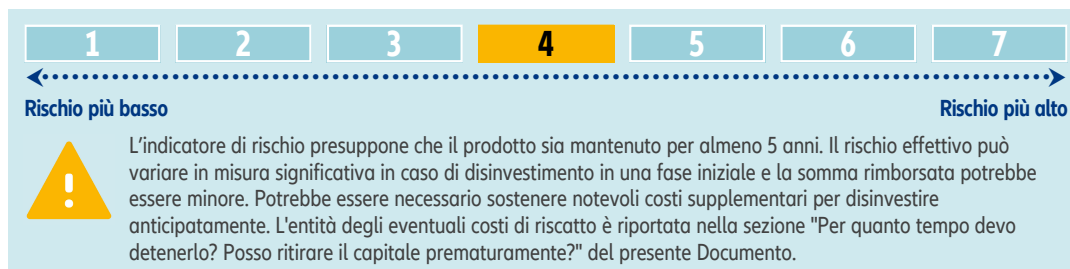 1 2 3 4 5 6 7
Rischio più basso Rischio più alto
L'indicatore di rischio presuppone che il prodotto sia mantenuto per almeno 5 anni. Il rischio effettivo può
variare in misura significativa in caso di disinvestimento in una fase iniziale e la somma rimborsata potrebbe
essere minore. Potrebbe essere necessario sostenere notevoli costi supplementari per disinvestire
anticipatamente. L'entità degli eventuali costi di riscatto è riportata nella sezione "Per quanto tempo devo
detenerlo? Posso ritirare il capitale prematuramente?" del presente Documento.